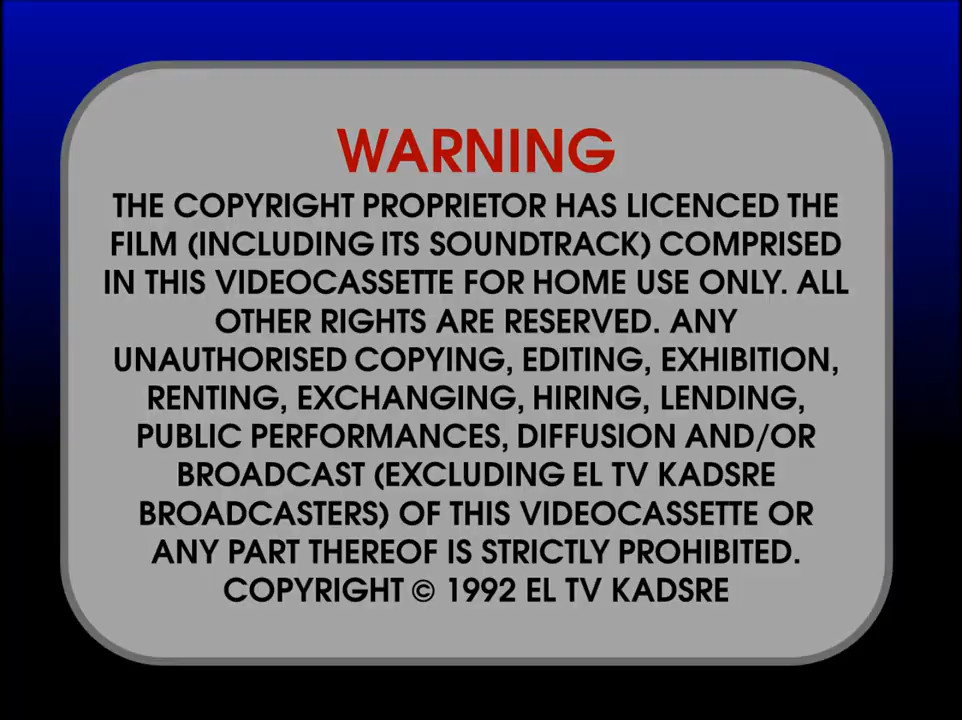 WARNING
THE COPYRIGHT PROPRIETOR HAS LICENCED THE
FILM (INCLUDING ITS SOUNDTRACK) COMPRISED
IN THIS VIDEOCASSETTE FOR HOME USE ONLY. ALL
OTHER RIGHTS ARE RESERVED. ANY
UNAUTHORISED COPYING, EDITING, EXHIBITION,
RENTING, EXCHANGING, HIRING, LENDING,
PUBLIC PERFORMANCES, DIFFUSION AND/OR
BROADCAST (EXCLUDING EL TV KADSRE
BROADCASTERS) OF THIS VIDEOCASSETTE OR
ANY PART THEREOF IS STRICTLY PROHIBITED.
COPYRIGHT © 1992 EL TV KADSRE